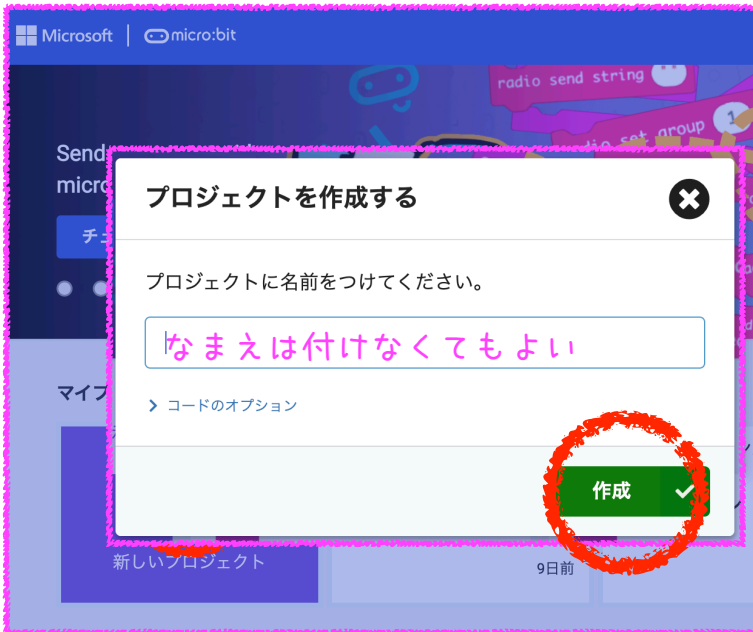 Microsoft | micro:bit
radio send string
radio set group 1
Send
micro
プロジェクトを作成する
プロジェクトに名前をつけてください。
なまえは付けなくてもよい
コードのオプション
マイプ
作成
新しいプロジェクト
9日前